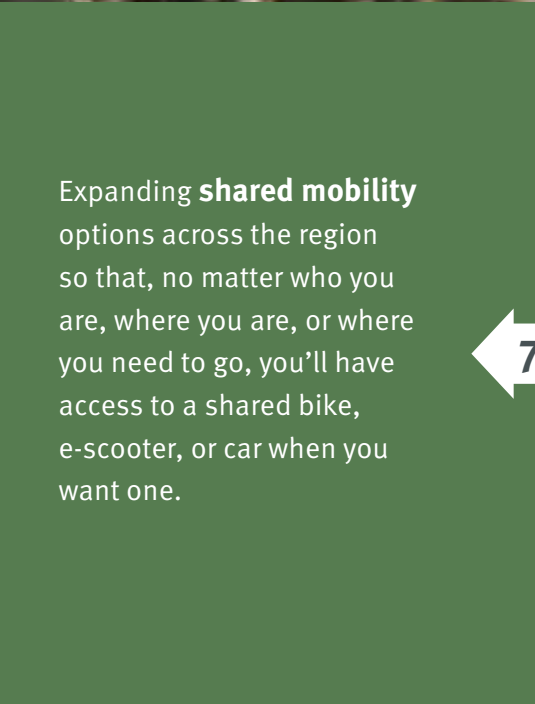 Expanding shared mobility
options across the region
so that, no matter who you
are, where you are, or where
you need to go, you’ll have
access to a shared bike,
e-scooter, or car when you
want one.
7